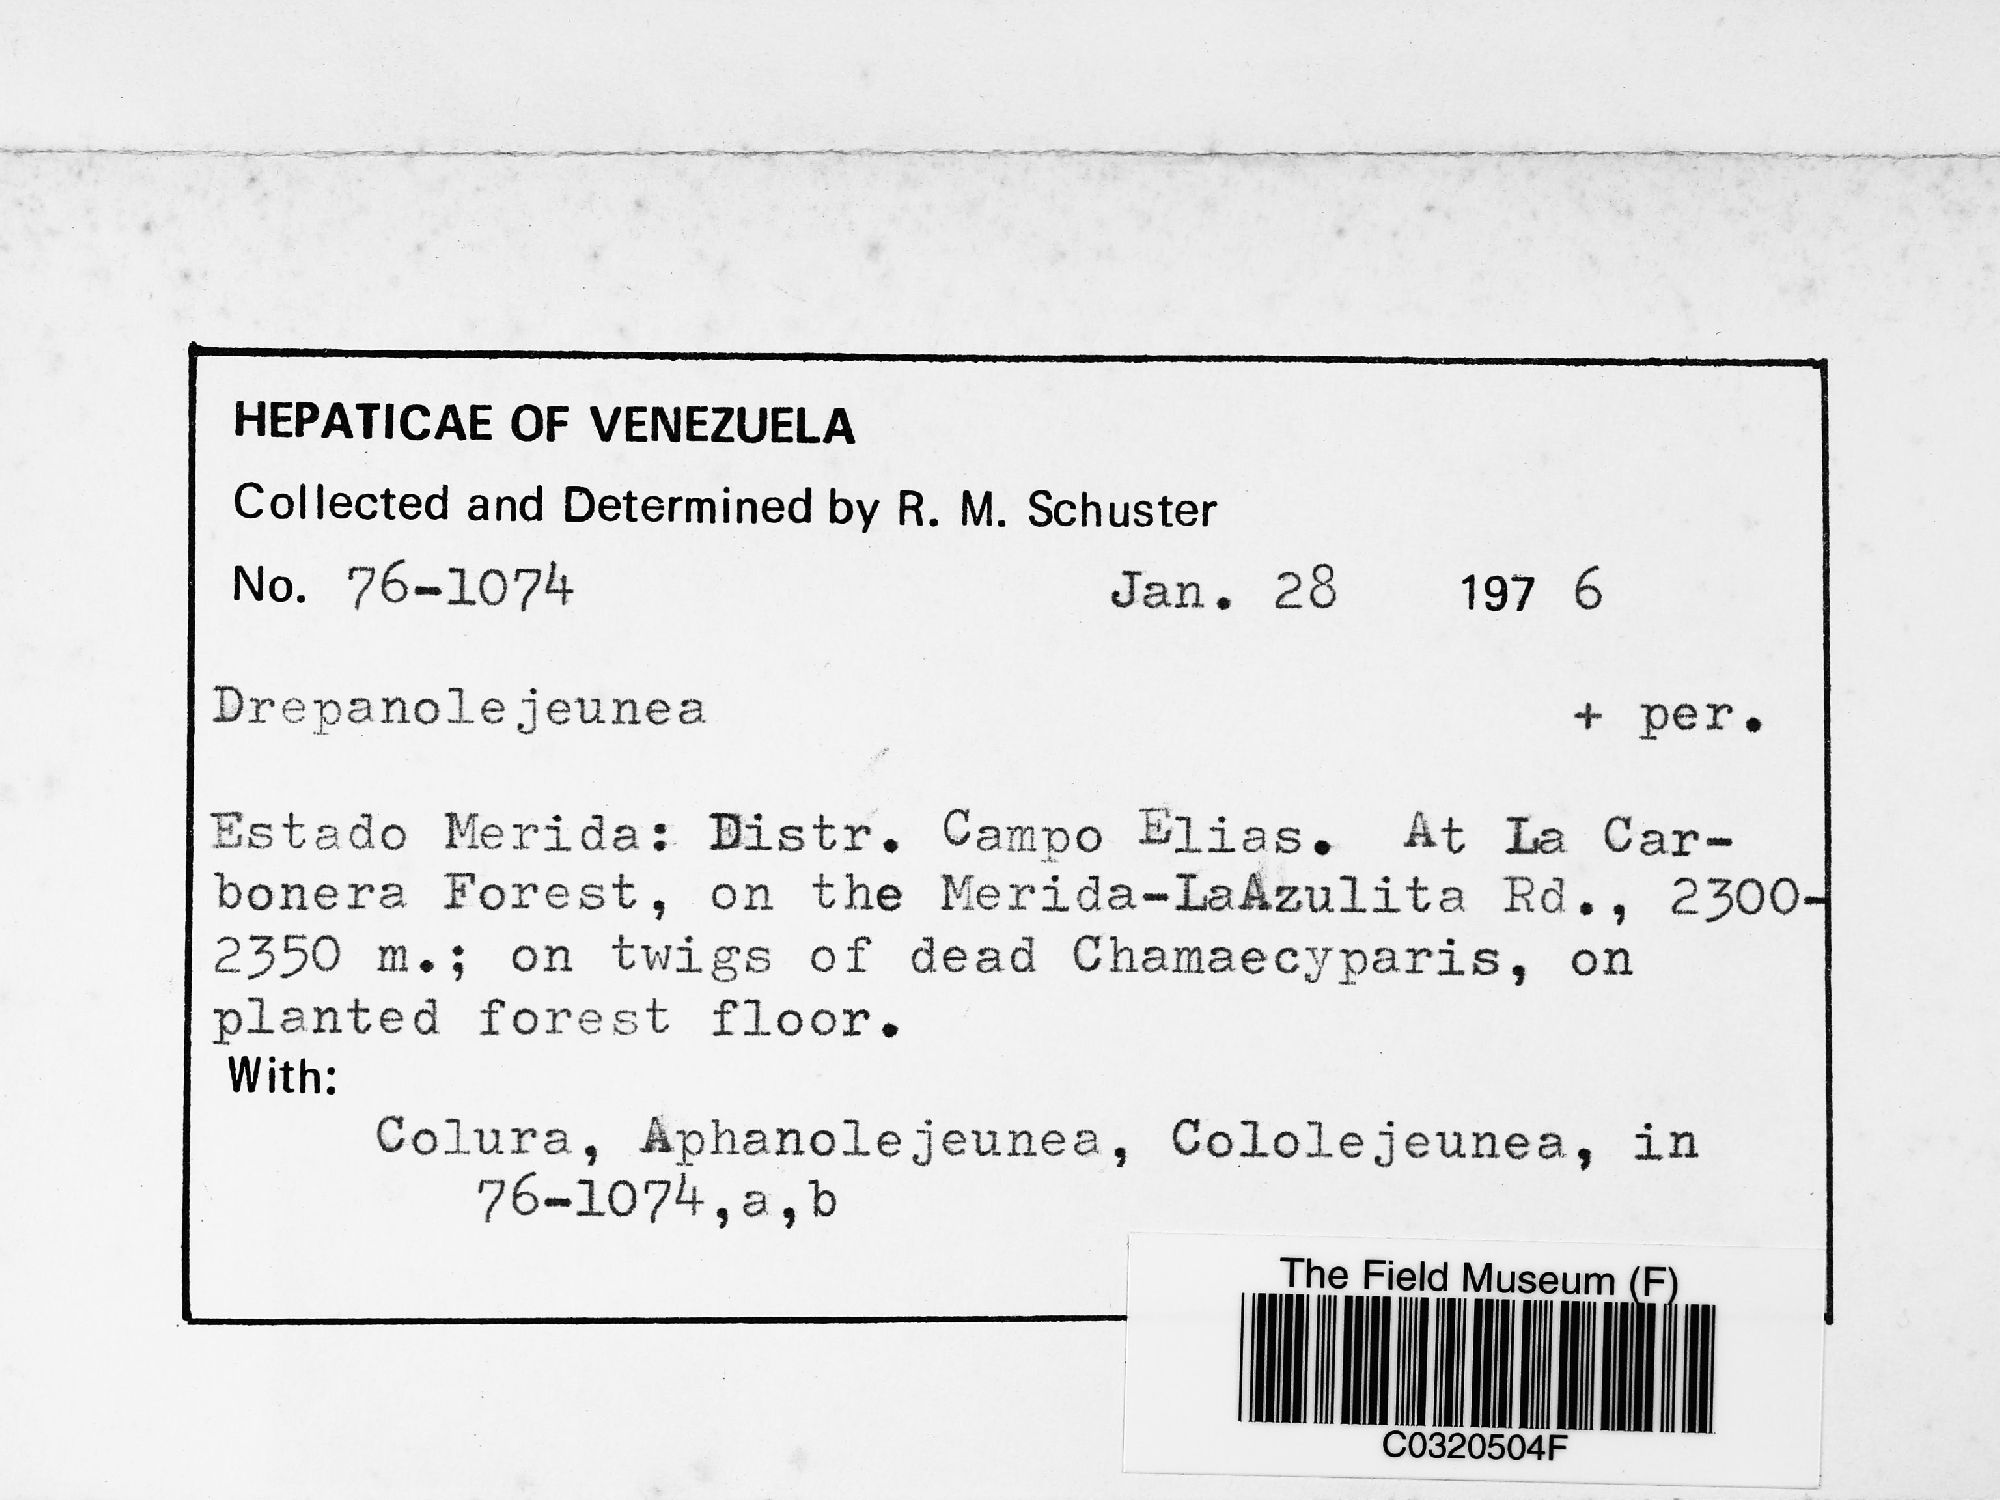 HEPATICAE OF VENEZUELA
Collected and Determined by R. M. Schuster
No. 76-1074 Jan. 28 197 6
Drepanolejeunea + per.
Estado Merida: Distr. Campo Elias. At La Car-
bonera Forest, on the Merida-LaAzulita Rd., 2300-
2350 m.; on twigs of dead Chamaecyparis, on
planted forest floor.
With:
Colura, Aphanolejeunea, Cololejeunea, in
76-1074,a,b
The Field Museum (F)
C0320504F